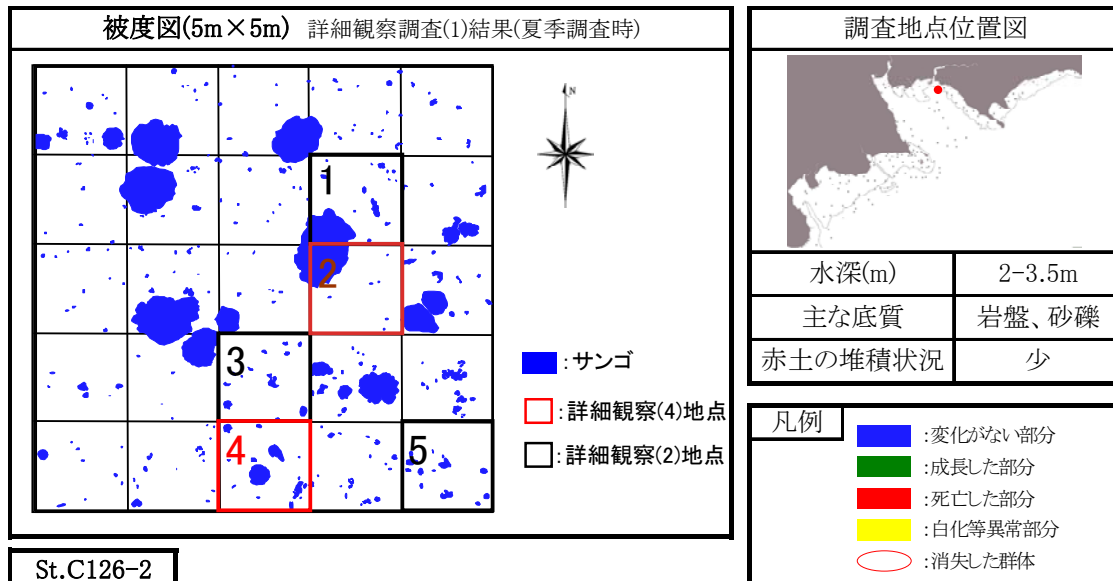 被度図(5m×5m) 詳細観察調査(1)結果(夏季調査時)
N
1
2
3
4
5
:サンゴ
:詳細観察(4)地点
:詳細観察(2)地点
St.C126-2
調査地点位置図
水深(m) 2-3.5m
主な底質 岩盤、砂礫
赤土の堆積状況 少
凡例
:変化がない部分
:成長した部分
:死亡した部分
:白化等異常部分
:消失した群体